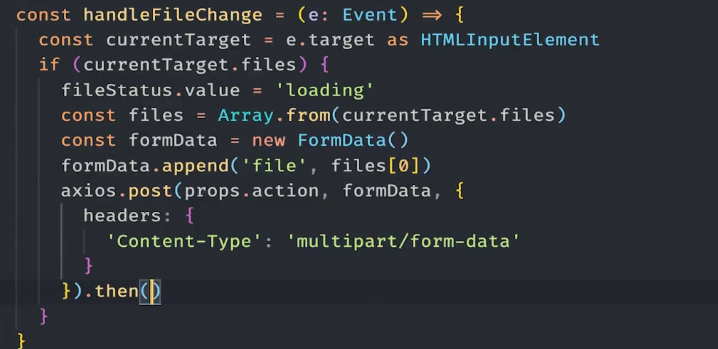 const handleFileChange = (e: Event) => {
  const currentTarget = e.target as HTMLInputElement
  if (currentTarget.files) {
    fileStatus.value = 'loading'
    const files = Array.from(currentTarget.files)
    const formData = new FormData()
    formData.append('file', files[0])
    axios.post(props.action, formData, {
      headers: {
        'Content-Type': 'multipart/form-data'
      }
    }).then()
  }
}